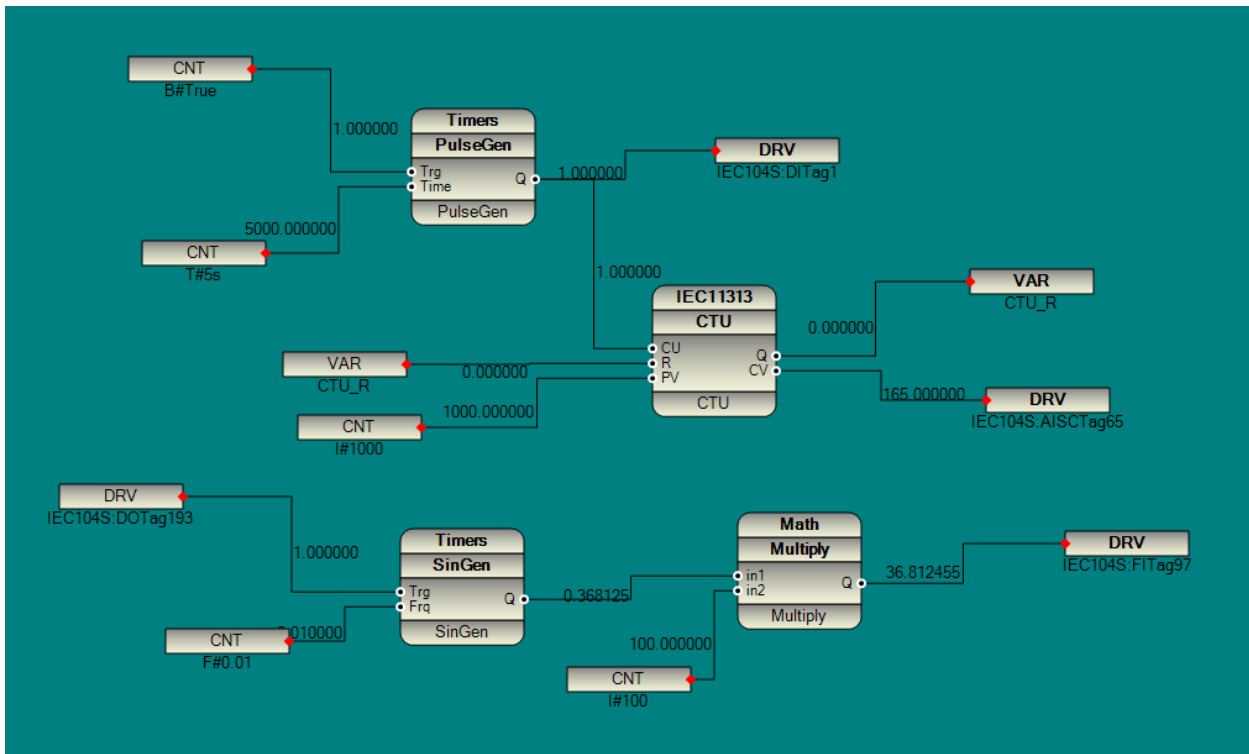 CNT
B#True
1.000000
Timers
PulseGen
Trg
Time
Q
PulseGen
1.000000
DRV
IEC104S:DITag1
5000.000000
CNT
T#5s
1.000000
IEC11313
CTU
CU
R
PV
Q
CV
CTU
0.000000
VAR
CTU_R
VAR
CTU_R
0.000000
1000.000000
CNT
I#1000
165.000000
DRV
IEC104S:AISCTag65
DRV
IEC104S:DOTag193
1.000000
Timers
SinGen
Trg
Frq
Q
SinGen
0.010000
CNT
F#0.01
0.368125
Math
Multiply
in1
in2
Q
Multiply
100.000000
CNT
I#100
36.812455
DRV
IEC104S:FITag97